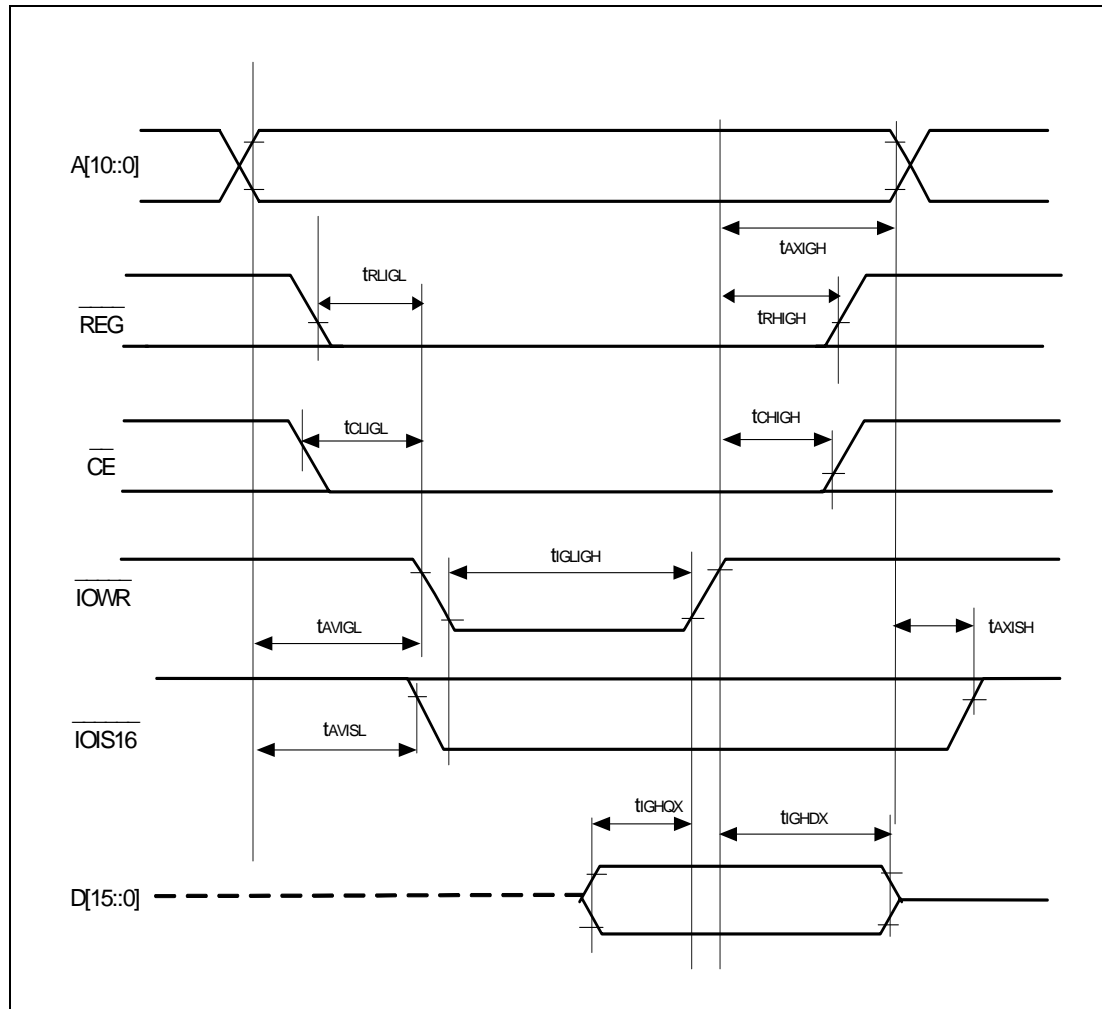 A[10::0]
tAXIGH
tRLIGL
REG
tRHIGH
tCLIGL
tCHIGH
CE
tIGLIGH
IOWR
tAVIGL
tAXISH
IOIS16
tAVISL
tIGHQX
tIGHDX
D[15::0]